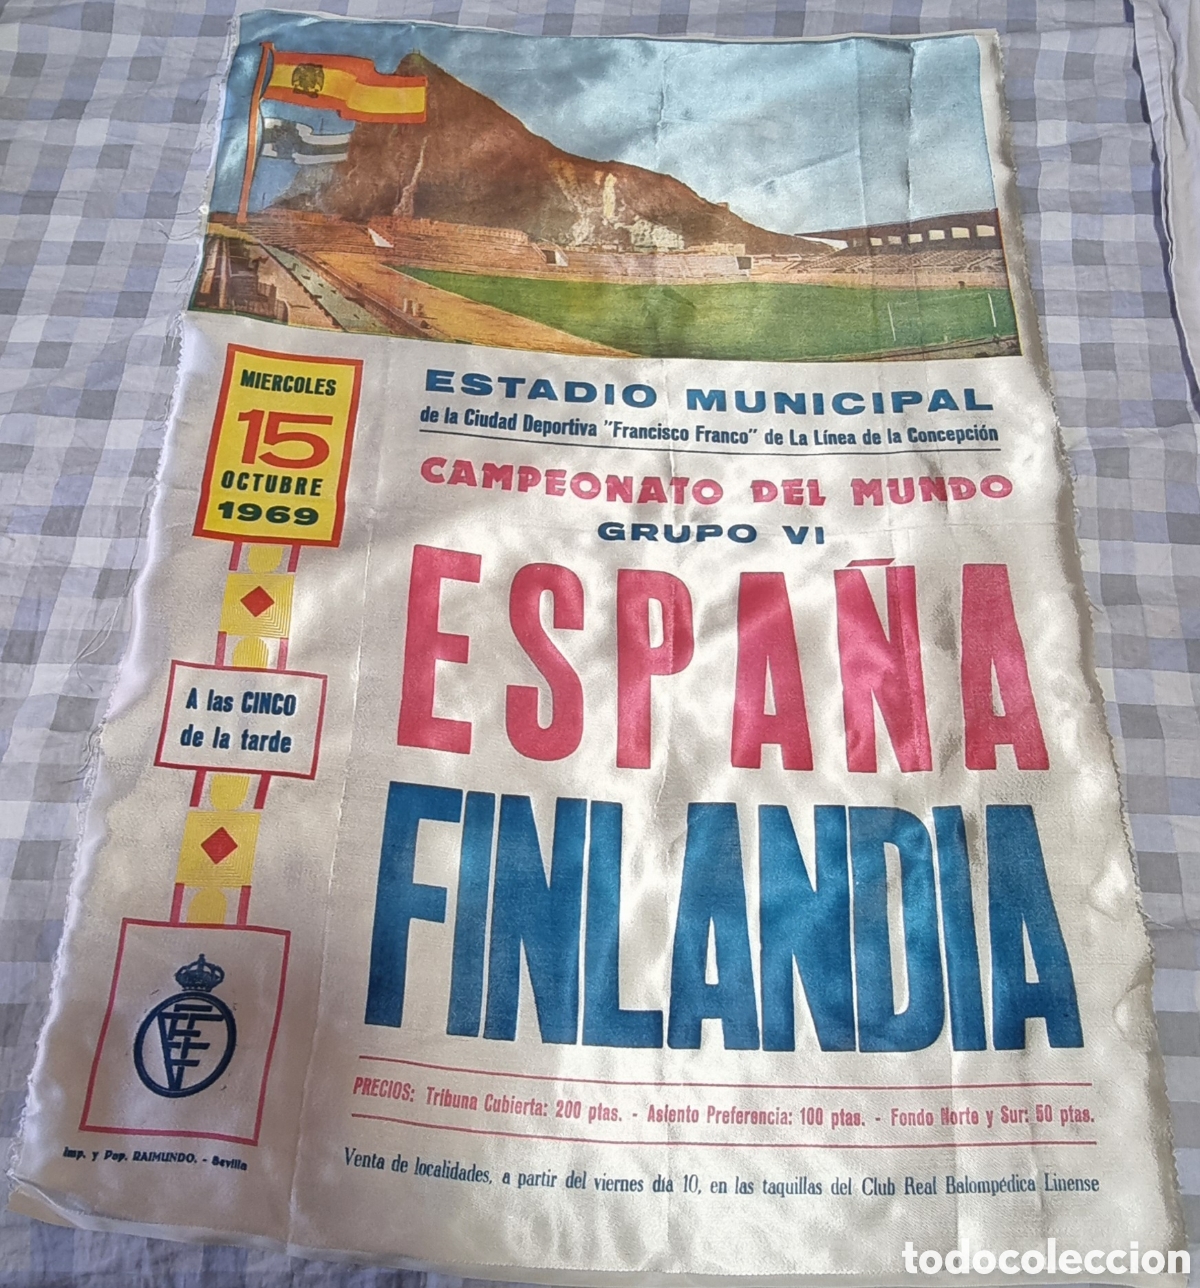 MIERCOLES
15
OCTUBRE
1969
ESTADIO MUNICIPAL
de la Ciudad Deportiva "Francisco Franco" de La Línea de la Concepción
CAMPEONATO DEL MUNDO
GRUPO VI
ESPAÑA
FINLANDIA
A las CINCO
de la tarde
PRECIOS: Tribuna Cubierta: 200 ptas. - Asiento Preferencia: 100 ptas. - Fondo Norte y Sur: 50 ptas.
Imp. y Pap. RAIMUNDO. - Sevilla
Venta de localidades, a partir del viernes día 10, en las taquillas del Club Real Balompédica Linense
todocoleccion